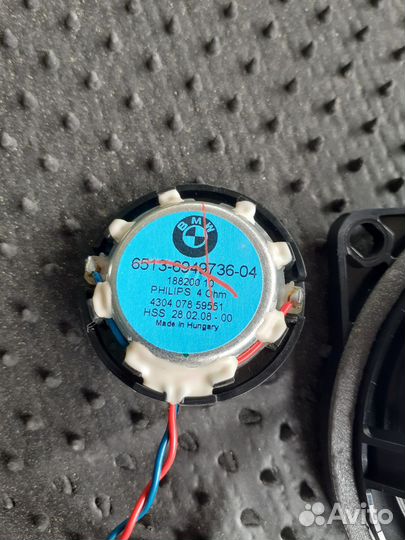 BMW
6513-6949736-04
188200 10
PHILIPS 4 Ohm
4304 078 59551
HSS 28.02.08 - 00
Made in Hungary
Avito